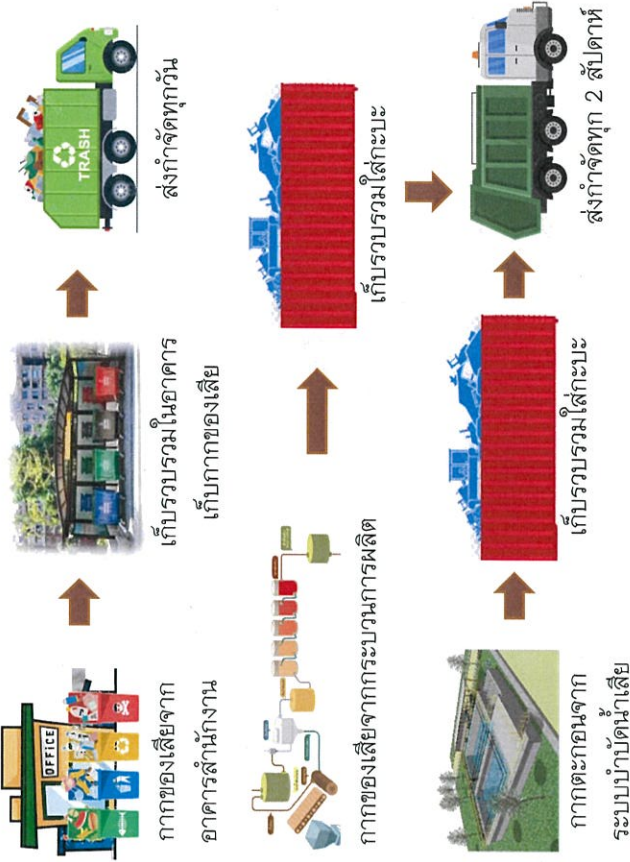 OFFICE
กากของเสียจาก
อาคารสำนักงาน
เก็บรวบรวมในอาคาร
เก็บกากของเสีย
TRASH
ส่งกำจัดทุกวัน
กากของเสียจากกระบวนการผลิต
เก็บรวบรวมใส่กะบะ
กากตะกอนจาก
ระบบบำบัดน้ำเสีย
เก็บรวบรวมใส่กะบะ
ส่งกำจัดทุก 2 สัปดาห์